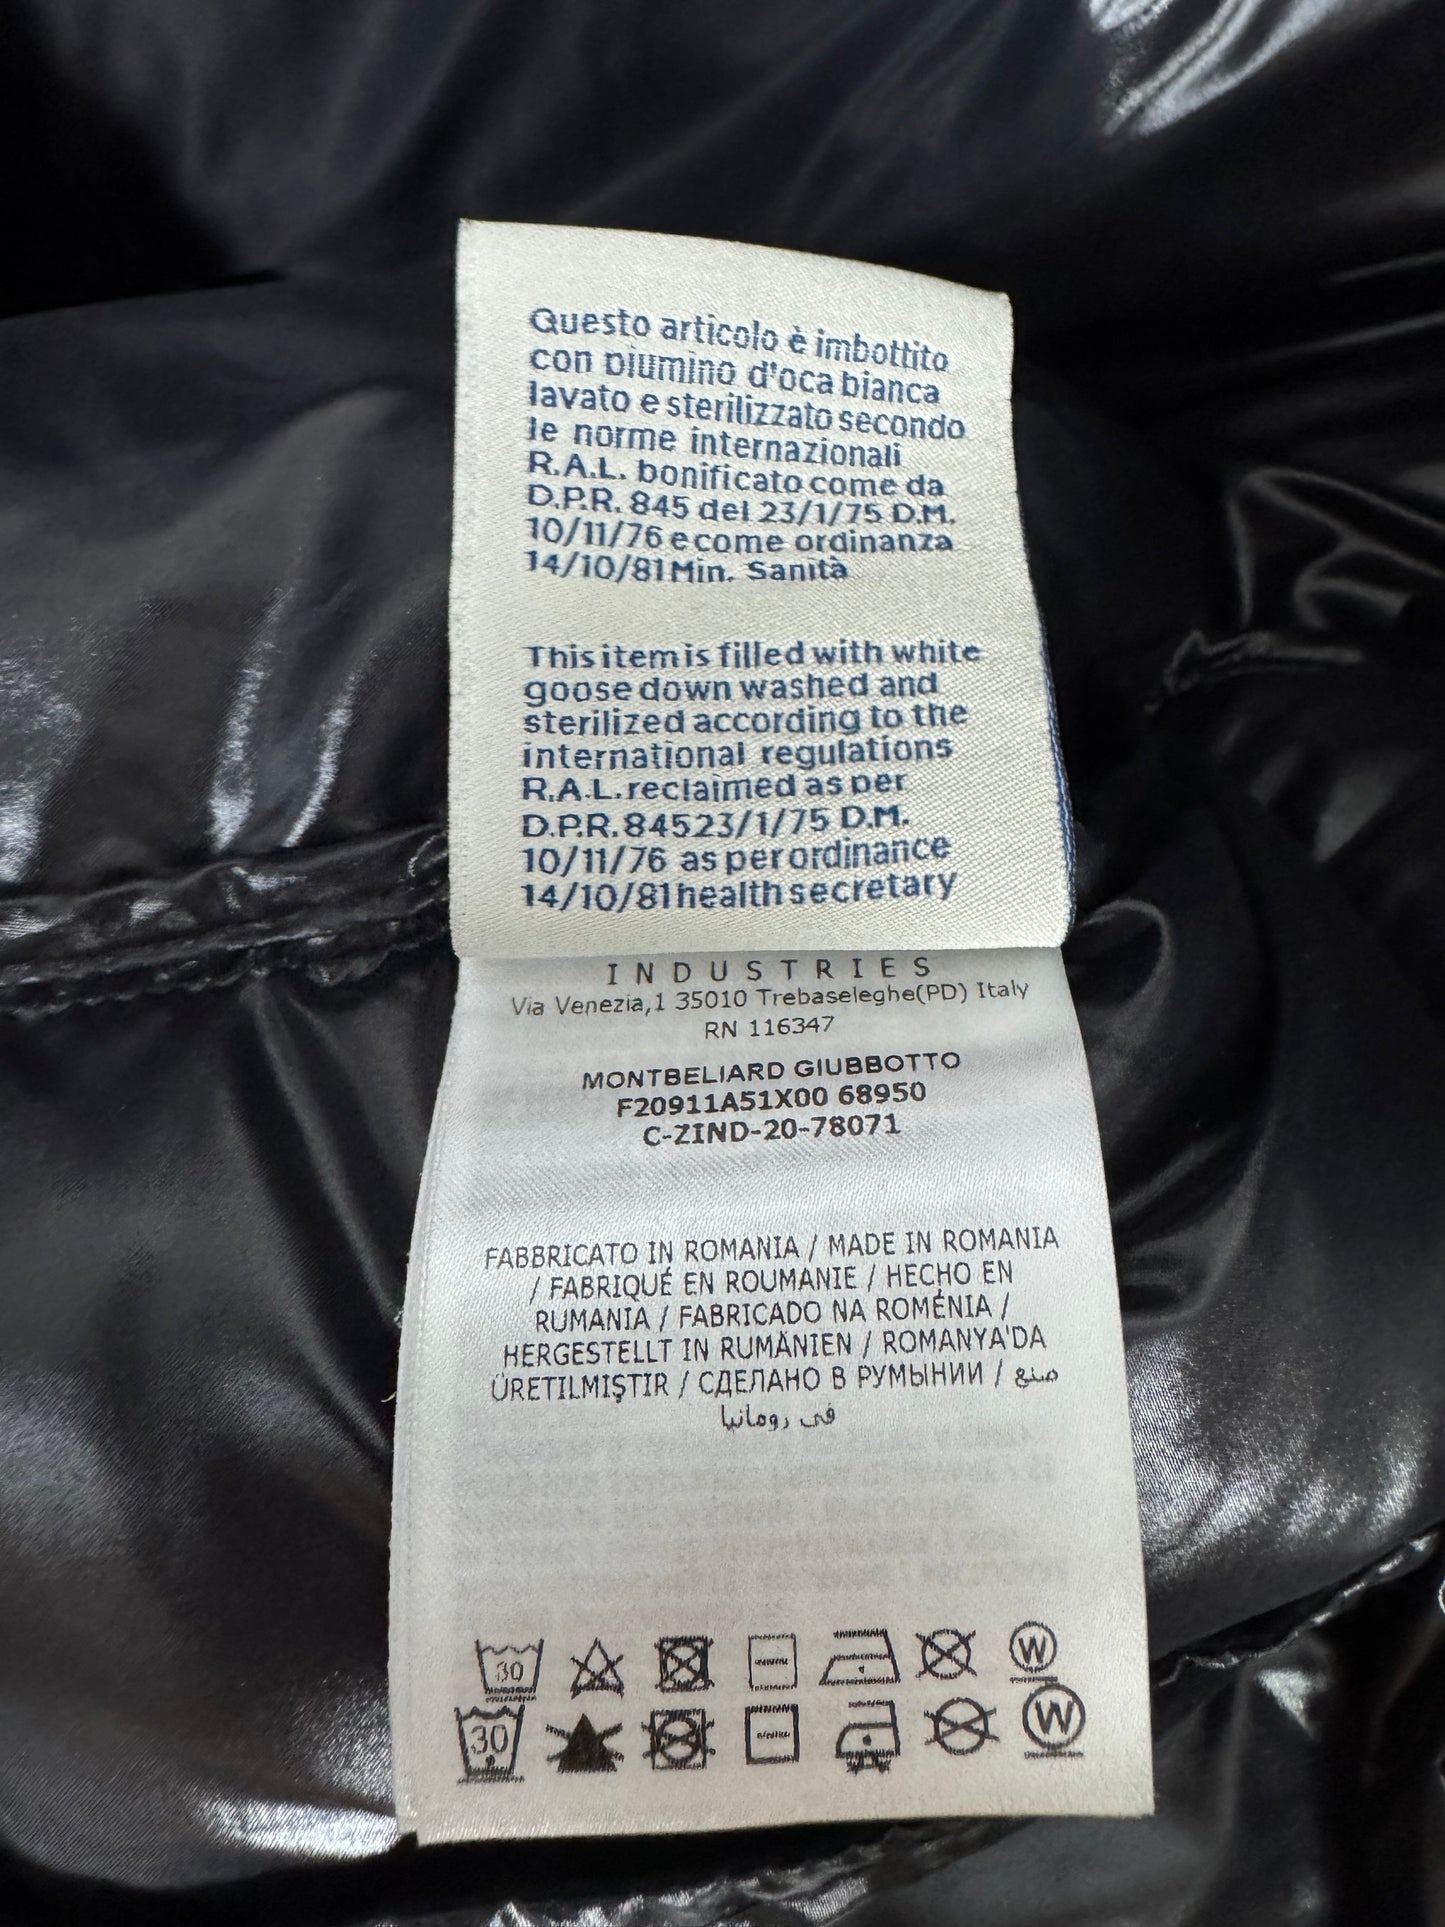 Questo articolo è imbottito
con piumino d'oca bianca
lavato e sterilizzato secondo
le norme internazionali
R.A.L. bonificato come da
D.P.R. 845 del 23/1/75 D.M.
10/11/76 e come ordinanza
14/10/81 Min. Sanità
This item is filled with white
goose down washed and
sterilized according to the
international regulations
R.A.L. reclaimed as per
D.P.R. 845 23/1/75 D.M.
10/11/76 as per ordinance
14/10/81 health secretary
INDUSTRIES
Via Venezia,1 35010 Trebaseleghe(PD) Italy
RN 116347
MONTBELIARD GIUBBOTTO
F20911A51X00 68950
C-ZIND-20-78071
FABBRICATO IN ROMANIA / MADE IN ROMANIA
/ FABRIQUÉ EN ROUMANIE / HECHO EN
RUMANIA / FABRICADO NA ROMÉNIA /
HERGESTELLT IN RUMÄNIEN / ROMANYA'DA
ÜRETILMIŞTIR / СДЕЛАНО В РУМЫНИИ / صنع
في رومانيا
30 W
30 W